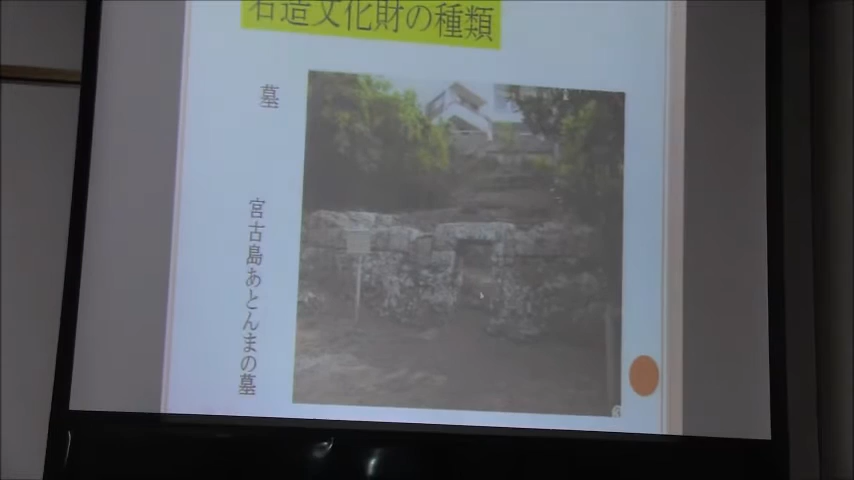 石造文化財の種類
墓
宮古島あとんまの墓